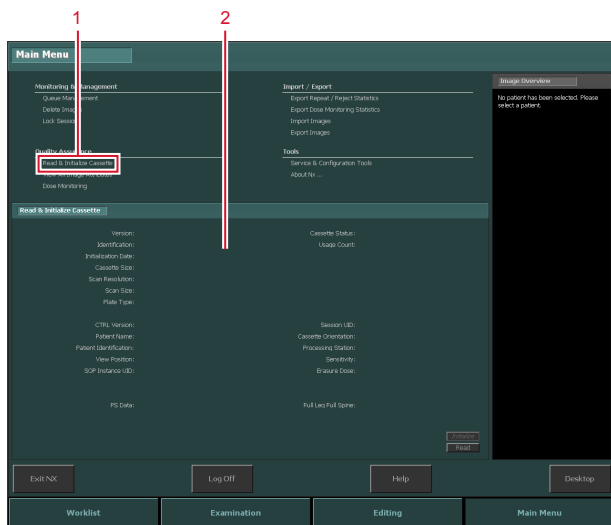 1 2
Main Menu
Monitoring & Management
Queue Management
Delete Images
Lock Session
Quality Assurance
Read & Initialize Cassette
View All Image Attributes
Dose Monitoring
Import / Export
Export Repeat / Reject Statistics
Export Dose Monitoring Statistics
Import Images
Export Images
Tools
Service & Configuration Tools
About Nx ...
Image Overview
No patient has been selected. Please
select a patient.
Read & Initialize Cassette
Version:
Identification:
Initialization Date:
Cassette Size:
Scan Resolution:
Scan Size:
Plate Type:
Cassette Status:
Usage Count:
CTRL Version:
Patient Name:
Patient Identification:
View Position:
SOP Instance UID:
Session UID:
Cassette Orientation:
Processing Station:
Sensitivity:
Erasure Dose:
PS Data:
Full Leg Full Spine:
Initialize
Read
Exit NX
Log Off
Help
Desktop
Worklist
Examination
Editing
Main Menu